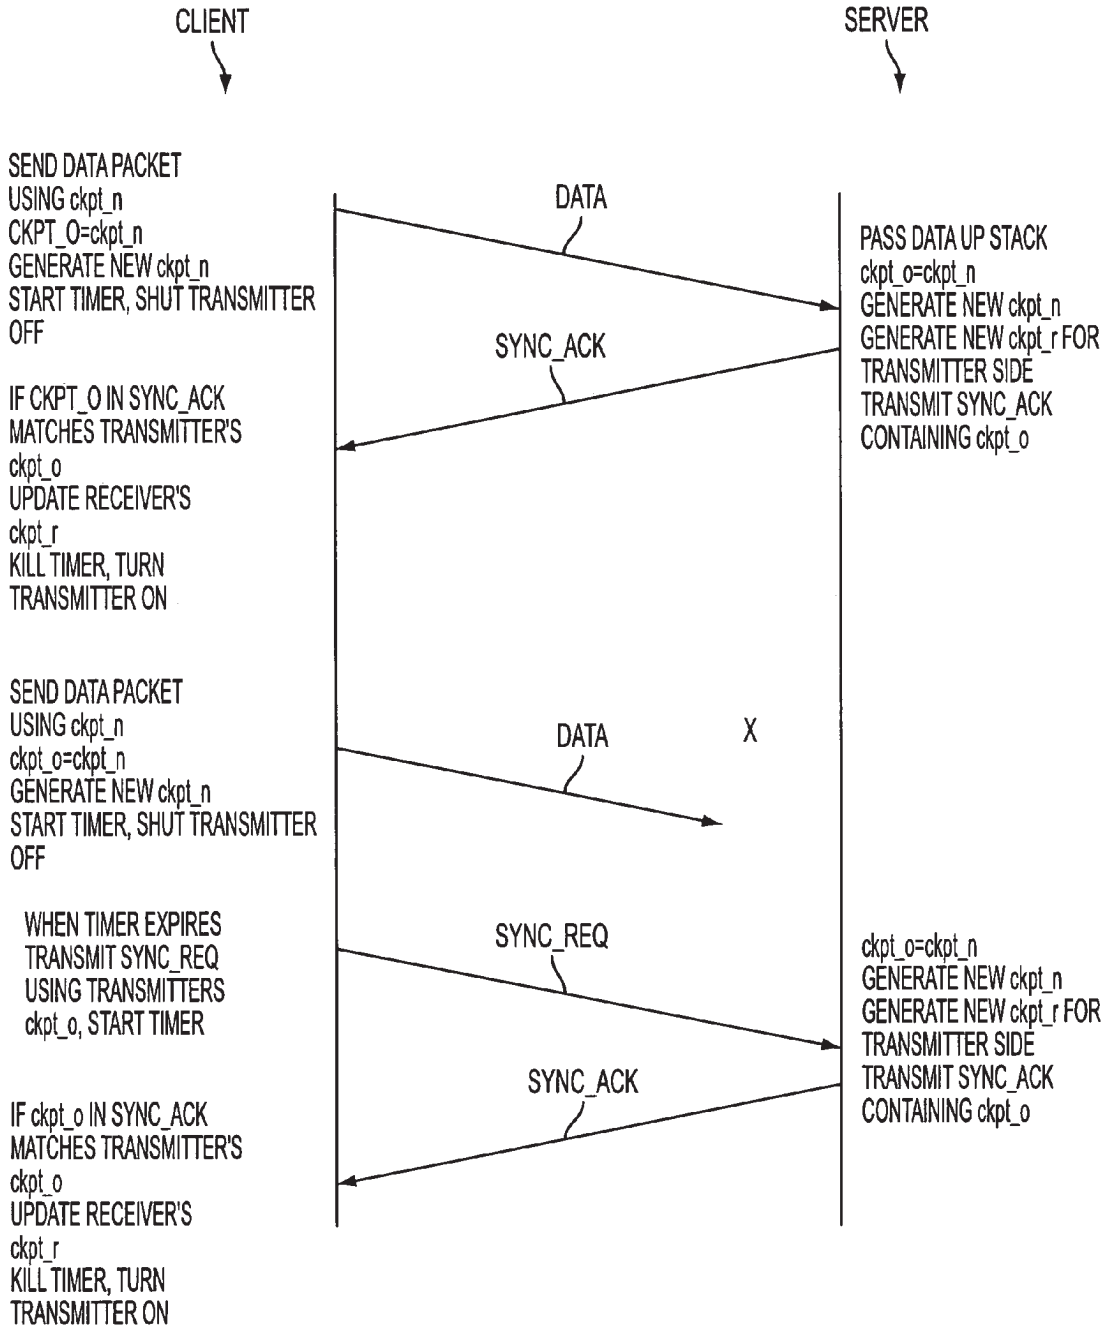 CLIENT
SERVER
SEND DATA PACKET
USING ckpt_n
CKPT_O=ckpt_n
GENERATE NEW ckpt_n
START TIMER, SHUT TRANSMITTER
OFF
DATA
PASS DATA UP STACK
ckpt_o=ckpt_n
GENERATE NEW ckpt_n
GENERATE NEW ckpt_r FOR
TRANSMITTER SIDE
TRANSMIT SYNC_ACK
CONTAINING ckpt_o
SYNC_ACK
IF CKPT_O IN SYNC_ACK
MATCHES TRANSMITTER'S
ckpt_o
UPDATE RECEIVER'S
ckpt_r
KILL TIMER, TURN
TRANSMITTER ON
SEND DATA PACKET
USING ckpt_n
ckpt_o=ckpt_n
GENERATE NEW ckpt_n
START TIMER, SHUT TRANSMITTER
OFF
DATA
X
WHEN TIMER EXPIRES
TRANSMIT SYNC_REQ
USING TRANSMITTERS
ckpt_o, START TIMER
SYNC_REQ
ckpt_o=ckpt_n
GENERATE NEW ckpt_n
GENERATE NEW ckpt_r FOR
TRANSMITTER SIDE
TRANSMIT SYNC_ACK
CONTAINING ckpt_o
SYNC_ACK
IF ckpt_o IN SYNC_ACK
MATCHES TRANSMITTER'S
ckpt_o
UPDATE RECEIVER'S
ckpt_r
KILL TIMER, TURN
TRANSMITTER ON